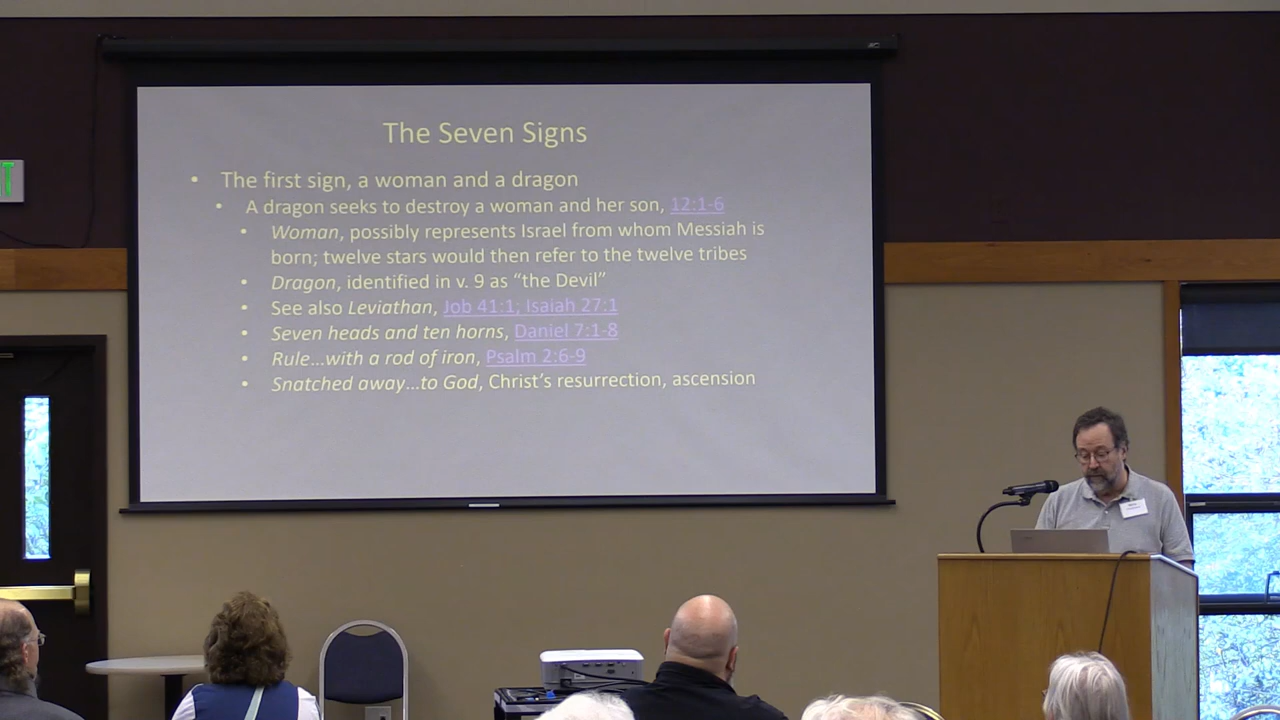 The Seven Signs
• The first sign, a woman and a dragon
• A dragon seeks to destroy a woman and her son, 12:1-6
• Woman, possibly represents Israel from whom Messiah is
born; twelve stars would then refer to the twelve tribes
• Dragon, identified in v. 9 as “the Devil”
• See also Leviathan, Job 41:1; Isaiah 27:1
• Seven heads and ten horns, Daniel 7:1-8
• Rule…with a rod of iron, Psalm 2:6-9
• Snatched away…to God, Christ’s resurrection, ascension